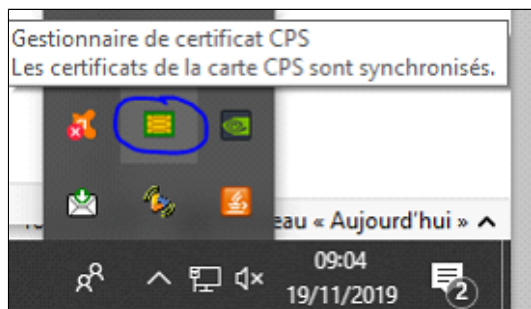 Gestionnaire de certificat CPS
Les certificats de la carte CPS sont synchronisés.
eau « Aujourd'hui »
09:04
19/11/2019
2